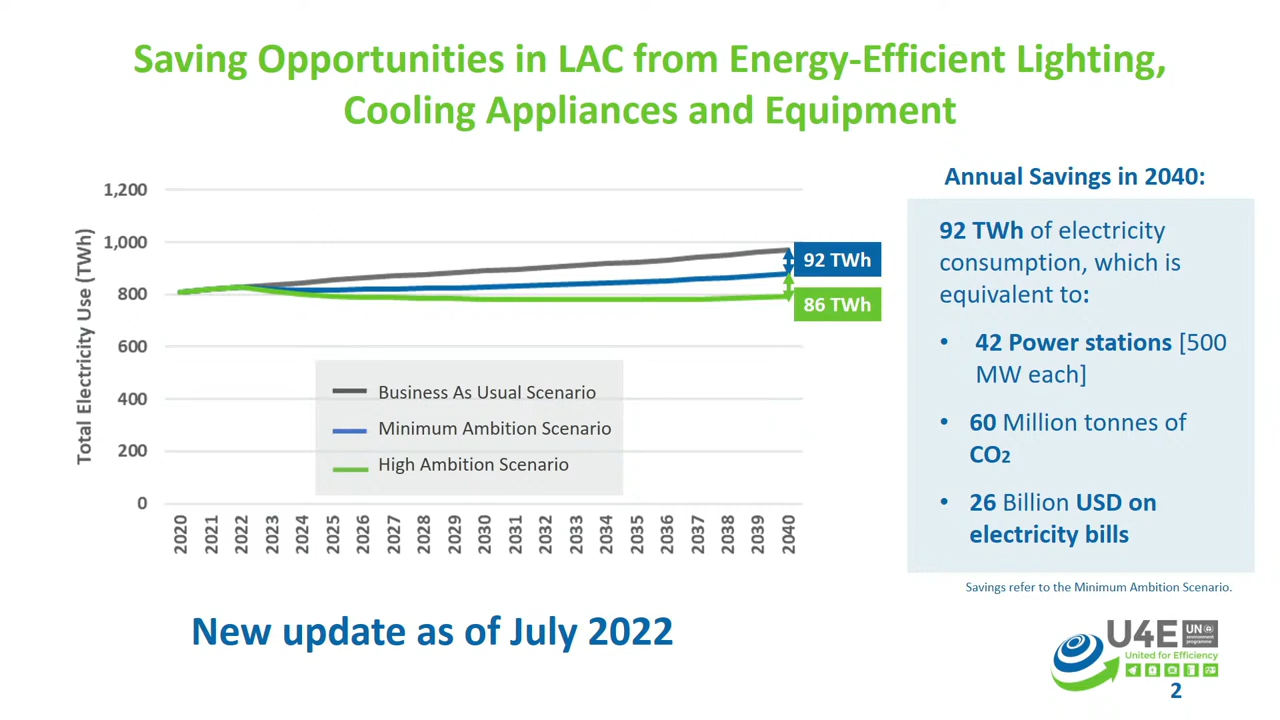 Saving Opportunities in LAC from Energy-Efficient Lighting,
Cooling Appliances and Equipment
Total Electricity Use (TWh)
1,200
1,000
800
600
400
200
0
2020 2021 2022 2023 2024 2025 2026 2027 2028 2029 2030 2031 2032 2033 2034 2035 2036 2037 2038 2039 2040
92 TWh
86 TWh
Business As Usual Scenario
Minimum Ambition Scenario
High Ambition Scenario
Annual Savings in 2040:
92 TWh of electricity
consumption, which is
equivalent to:
• 42 Power stations [500
MW each]
• 60 Million tonnes of
CO2
• 26 Billion USD on
electricity bills
Savings refer to the Minimum Ambition Scenario.
New update as of July 2022
U4E
UN
environment
programme
United for Efficiency
2